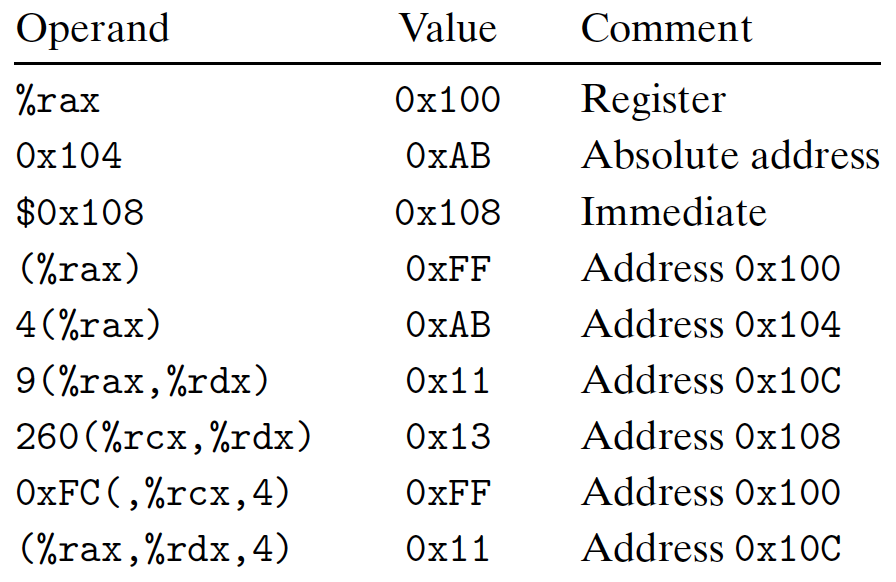 Operand Value Comment
%rax 0x100 Register
0x104 0xAB Absolute address
$0x108 0x108 Immediate
(%rax) 0xFF Address 0x100
4(%rax) 0xAB Address 0x104
9(%rax,%rdx) 0x11 Address 0x10C
260(%rcx,%rdx) 0x13 Address 0x108
0xFC(,%rcx,4) 0xFF Address 0x100
(%rax,%rdx,4) 0x11 Address 0x10C